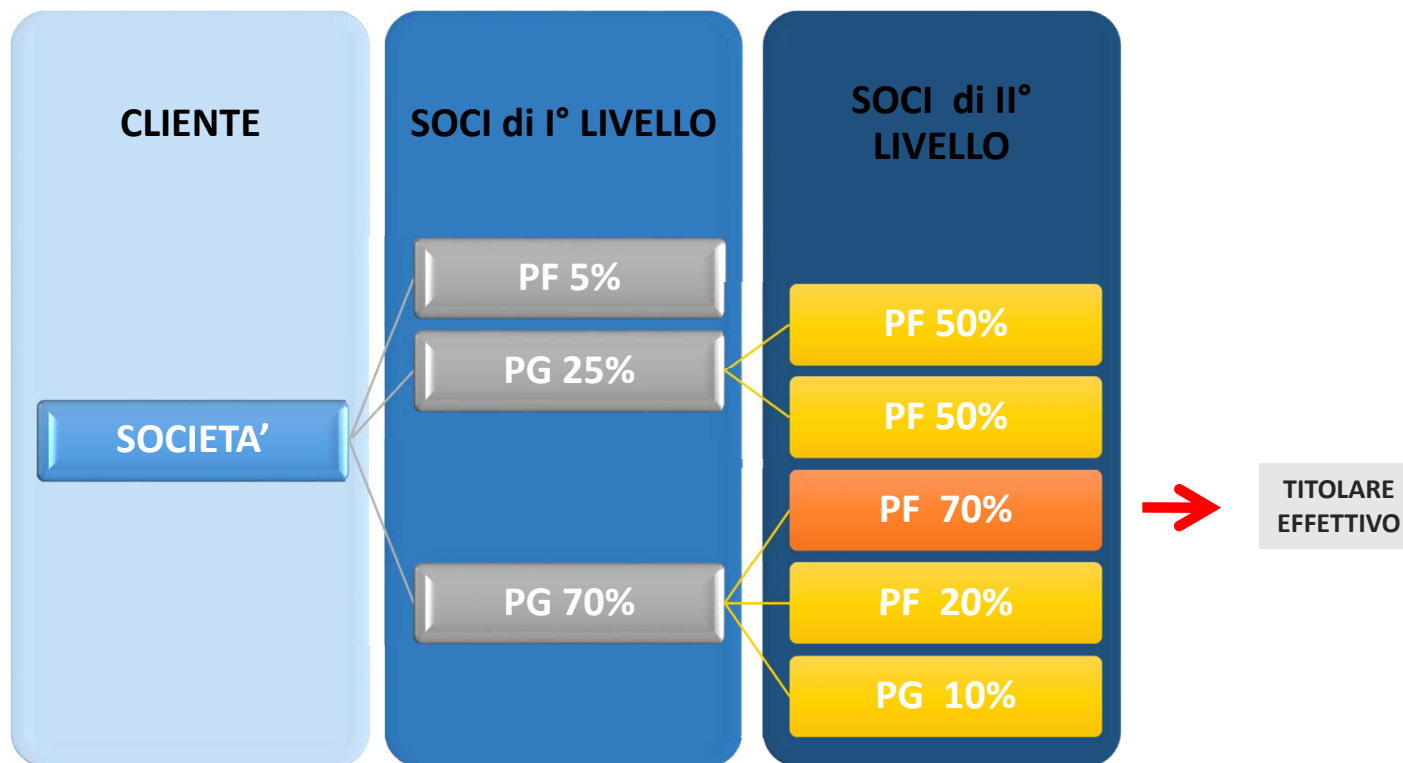 CLIENTE
SOCIETA’
SOCI di I° LIVELLO
PF 5%
PG 25%
PG 70%
SOCI di II°
LIVELLO
PF 50%
PF 50%
PF 70%
PF 20%
PG 10%
TITOLARE
EFFETTIVO